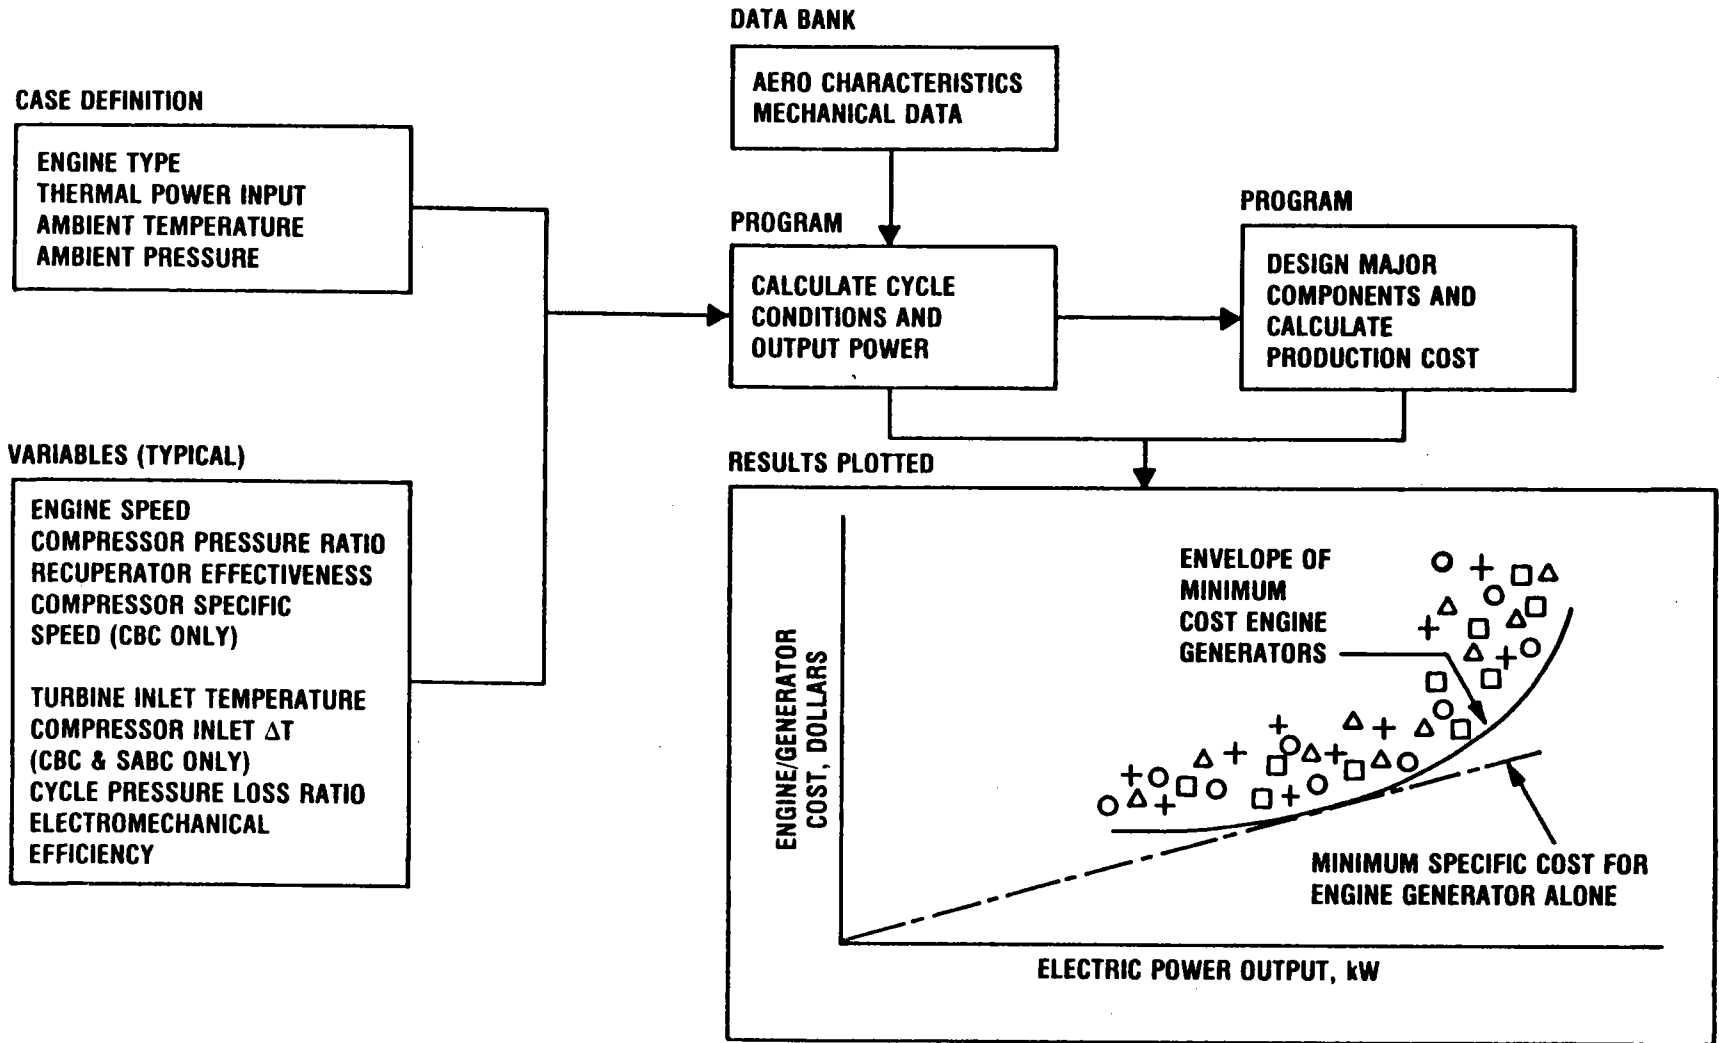 DATA BANK
AERO CHARACTERISTICS
MECHANICAL DATA
CASE DEFINITION
ENGINE TYPE
THERMAL POWER INPUT
AMBIENT TEMPERATURE
AMBIENT PRESSURE
PROGRAM
CALCULATE CYCLE
CONDITIONS AND
OUTPUT POWER
PROGRAM
DESIGN MAJOR
COMPONENTS AND
CALCULATE
PRODUCTION COST
VARIABLES (TYPICAL)
ENGINE SPEED
COMPRESSOR PRESSURE RATIO
RECUPERATOR EFFECTIVENESS
COMPRESSOR SPECIFIC
SPEED (CBC ONLY)
TURBINE INLET TEMPERATURE
COMPRESSOR INLET ΔT
(CBC & SABC ONLY)
CYCLE PRESSURE LOSS RATIO
ELECTROMECHANICAL
EFFICIENCY
RESULTS PLOTTED
ENGINE/GENERATOR
COST, DOLLARS
ENVELOPE OF
MINIMUM
COST ENGINE
GENERATORS
MINIMUM SPECIFIC COST FOR
ENGINE GENERATOR ALONE
ELECTRIC POWER OUTPUT, kW